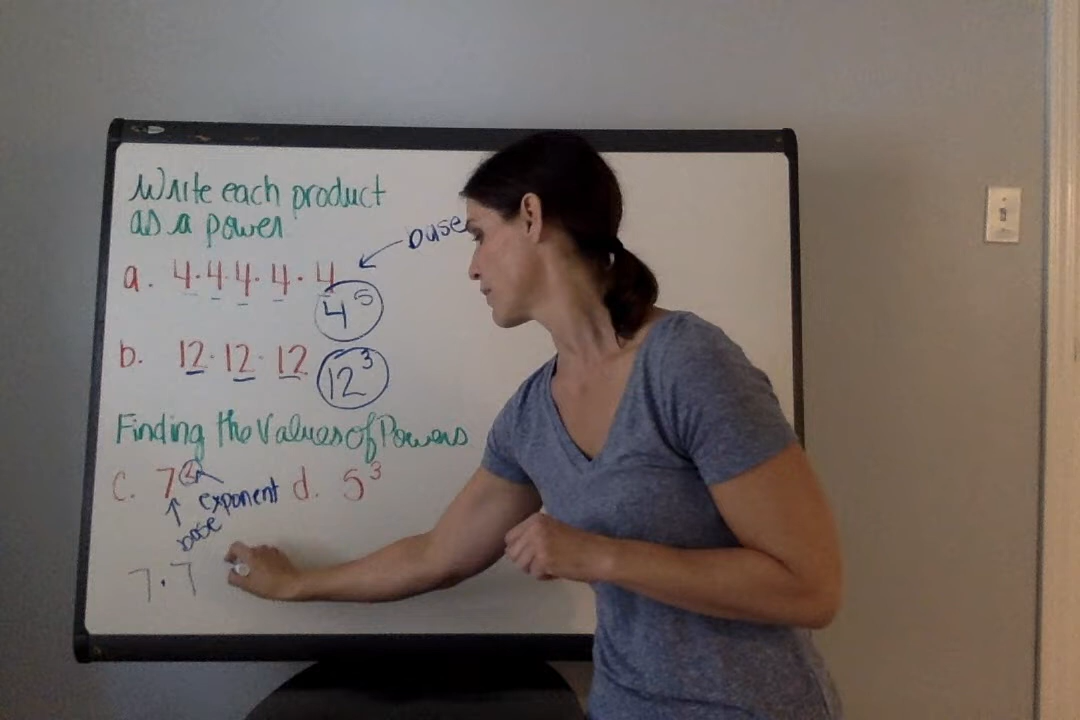 Write each product
as a power
base
a. 4·4·4·4·4
4⁵
b. 12·12·12
12³
Finding the Values of Powers
c. 7² d. 5³
exponent
base
7·7